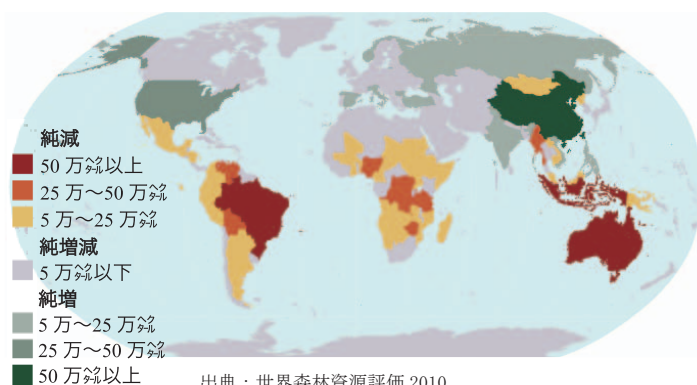 純減
50 万㌶以上
25 万～50 万㌶
5 万～25 万㌶
純増減
5 万㌶以下
純増
5 万～25 万㌶
25 万～50 万㌶
50 万㌶以上
出典：世界森林資源評価 2010